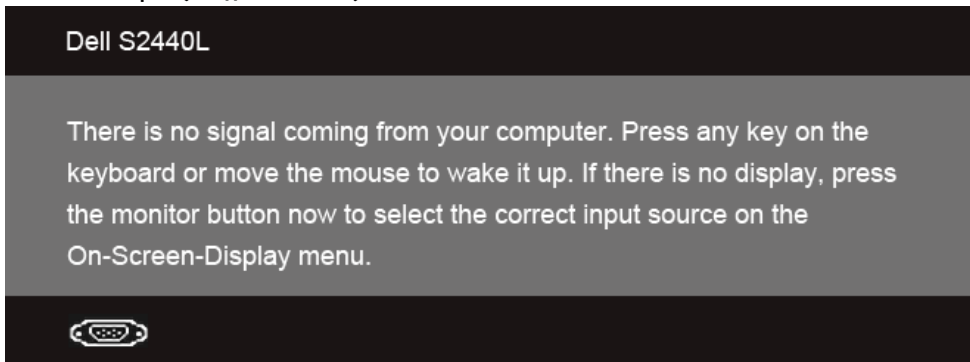 Dell S2440L
There is no signal coming from your computer. Press any key on the
keyboard or move the mouse to wake it up. If there is no display, press
the monitor button now to select the correct input source on the
On-Screen-Display menu.